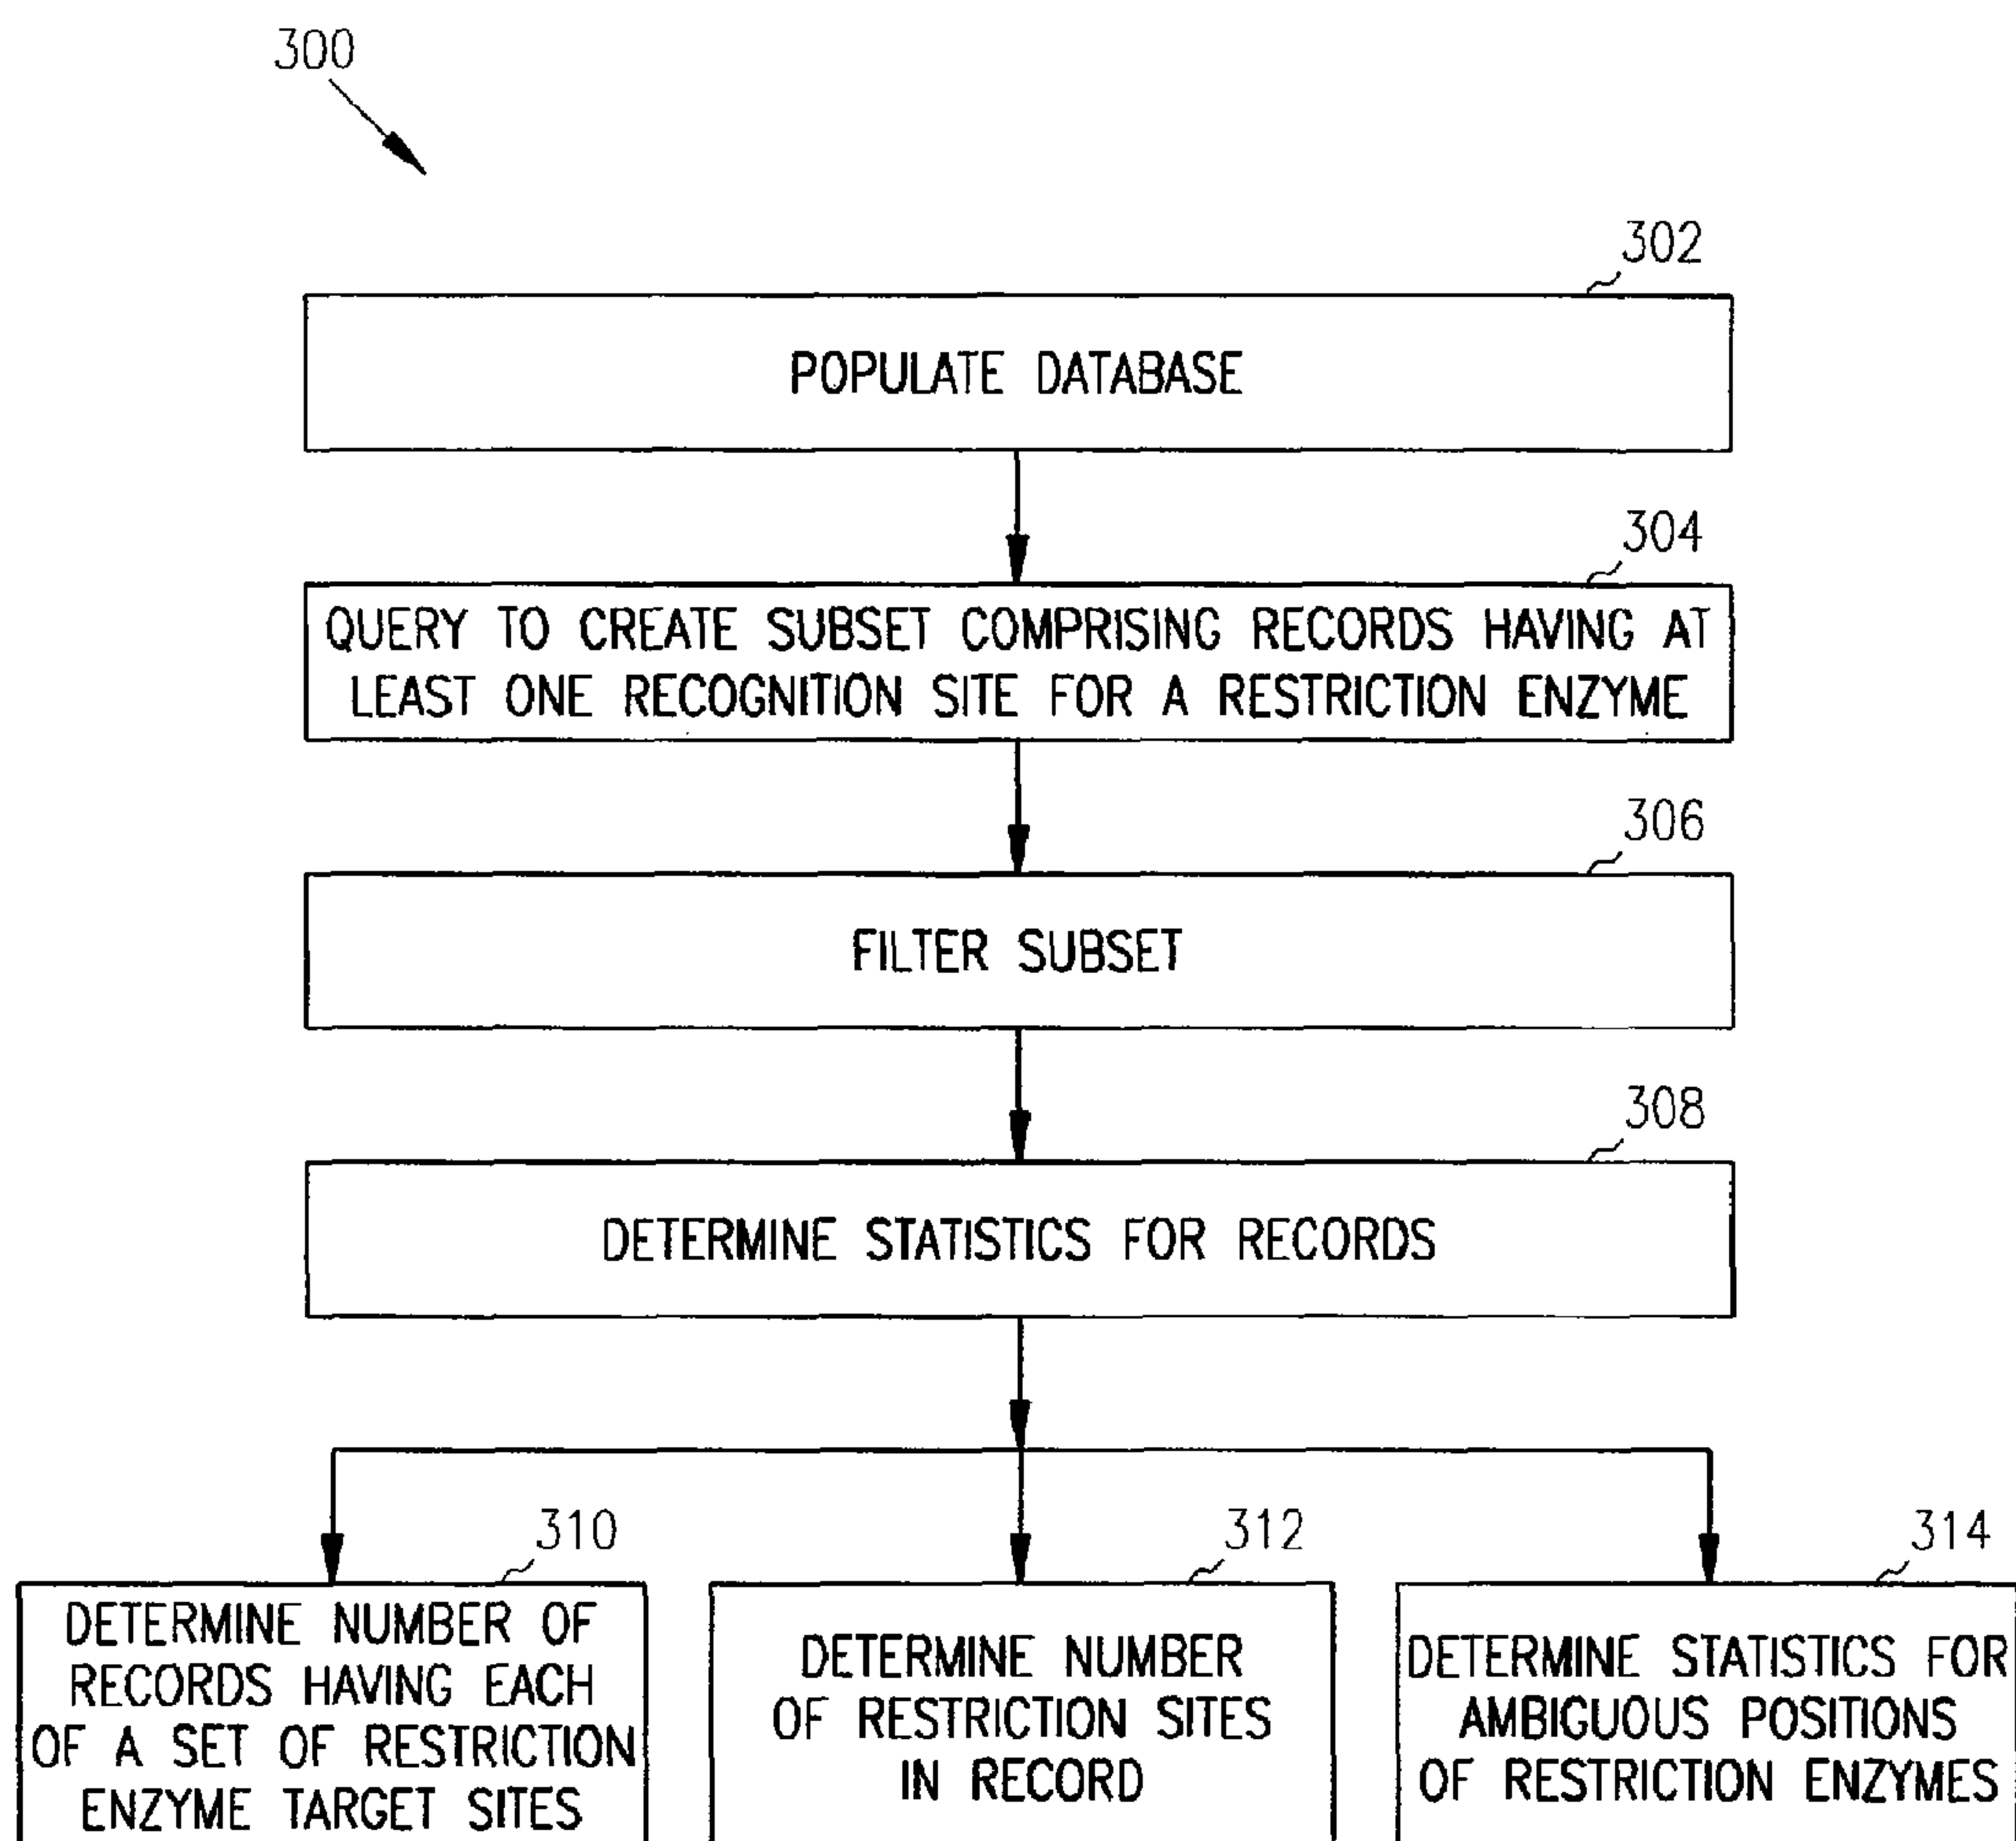 300
302
POPULATE DATABASE
304
QUERY TO CREATE SUBSET COMPRISING RECORDS HAVING AT
LEAST ONE RECOGNITION SITE FOR A RESTRICTION ENZYME
306
FILTER SUBSET
308
DETERMINE STATISTICS FOR RECORDS
310
DETERMINE NUMBER OF
RECORDS HAVING EACH
OF A SET OF RESTRICTION
ENZYME TARGET SITES
312
DETERMINE NUMBER
OF RESTRICTION SITES
IN RECORD
314
DETERMINE STATISTICS FOR
AMBIGUOUS POSITIONS
OF RESTRICTION ENZYMES